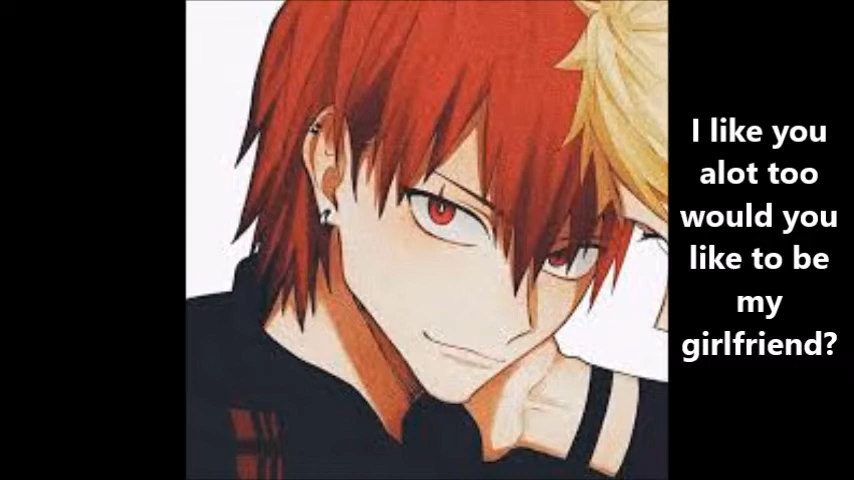 I like you
alot too
would you
like to be
my
girlfriend?